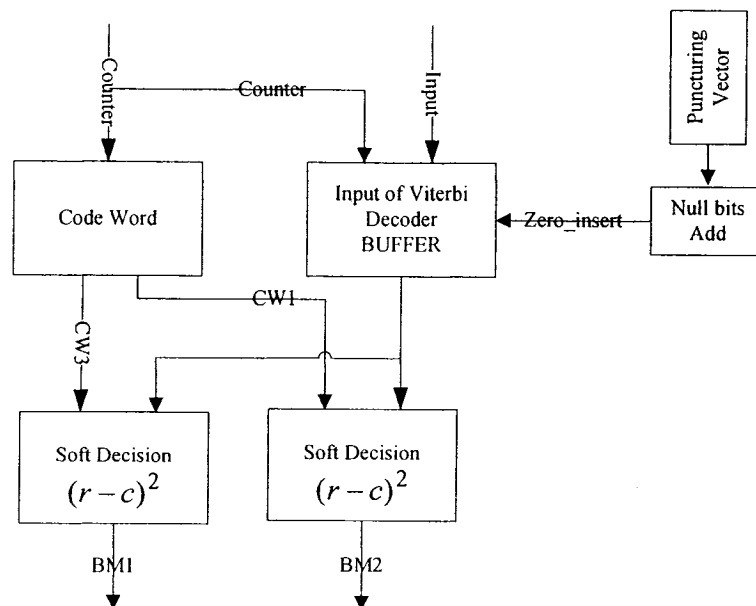 Counter
Counter
Input
Puncturing
Vector
Code Word
Input of Viterbi
Decoder
BUFFER
Zero_insert
Null bits
Add
CW3
CW1
Soft Decision
(r − c)²
Soft Decision
(r − c)²
BM1
BM2